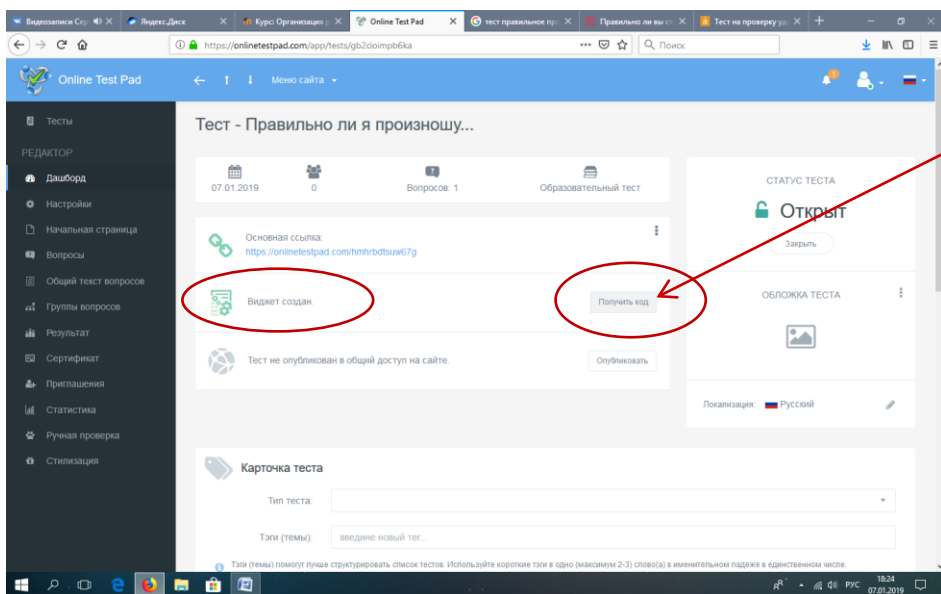 Видеозаписи Сер
Яндекс.Диск
Курс: Организация р
Online Test Pad
тест правильное пр
Правильно ли вы с
Тест на проверку уд
https://onlinetestpad.com/app/tests/gb2cioimpb6ka
Поиск
Online Test Pad
Меню сайта
Тесты
РЕДАКТОР
Дашборд
Настройки
Начальная страница
Вопросы
Общий текст вопросов
Группы вопросов
Результат
Сертификат
Приглашения
Статистика
Ручная проверка
Стилизация
Тест - Правильно ли я произношу...
07.01.2019
0
Вопросов: 1
Образовательный тест
Основная ссылка:
https://onlinetestpad.com/hmhrbdtsuw67g
Виджет создан.
Получить код
Тест не опубликован в общий доступ на сайте.
Опубликовать
СТАТУС ТЕСТА
Открыт
Закрыть
ОБЛОЖКА ТЕСТА
Локализация: Русский
Карточка теста
Тип теста:
Тэги (темы):
введине новый тег...
Тэги (темы) помогут лучше структурировать список тестов. Используйте короткие тэги в одно (максимум 2-3) слово(а) в именительном падеже в единственном числе.
РУС
18:24
07.01.2019